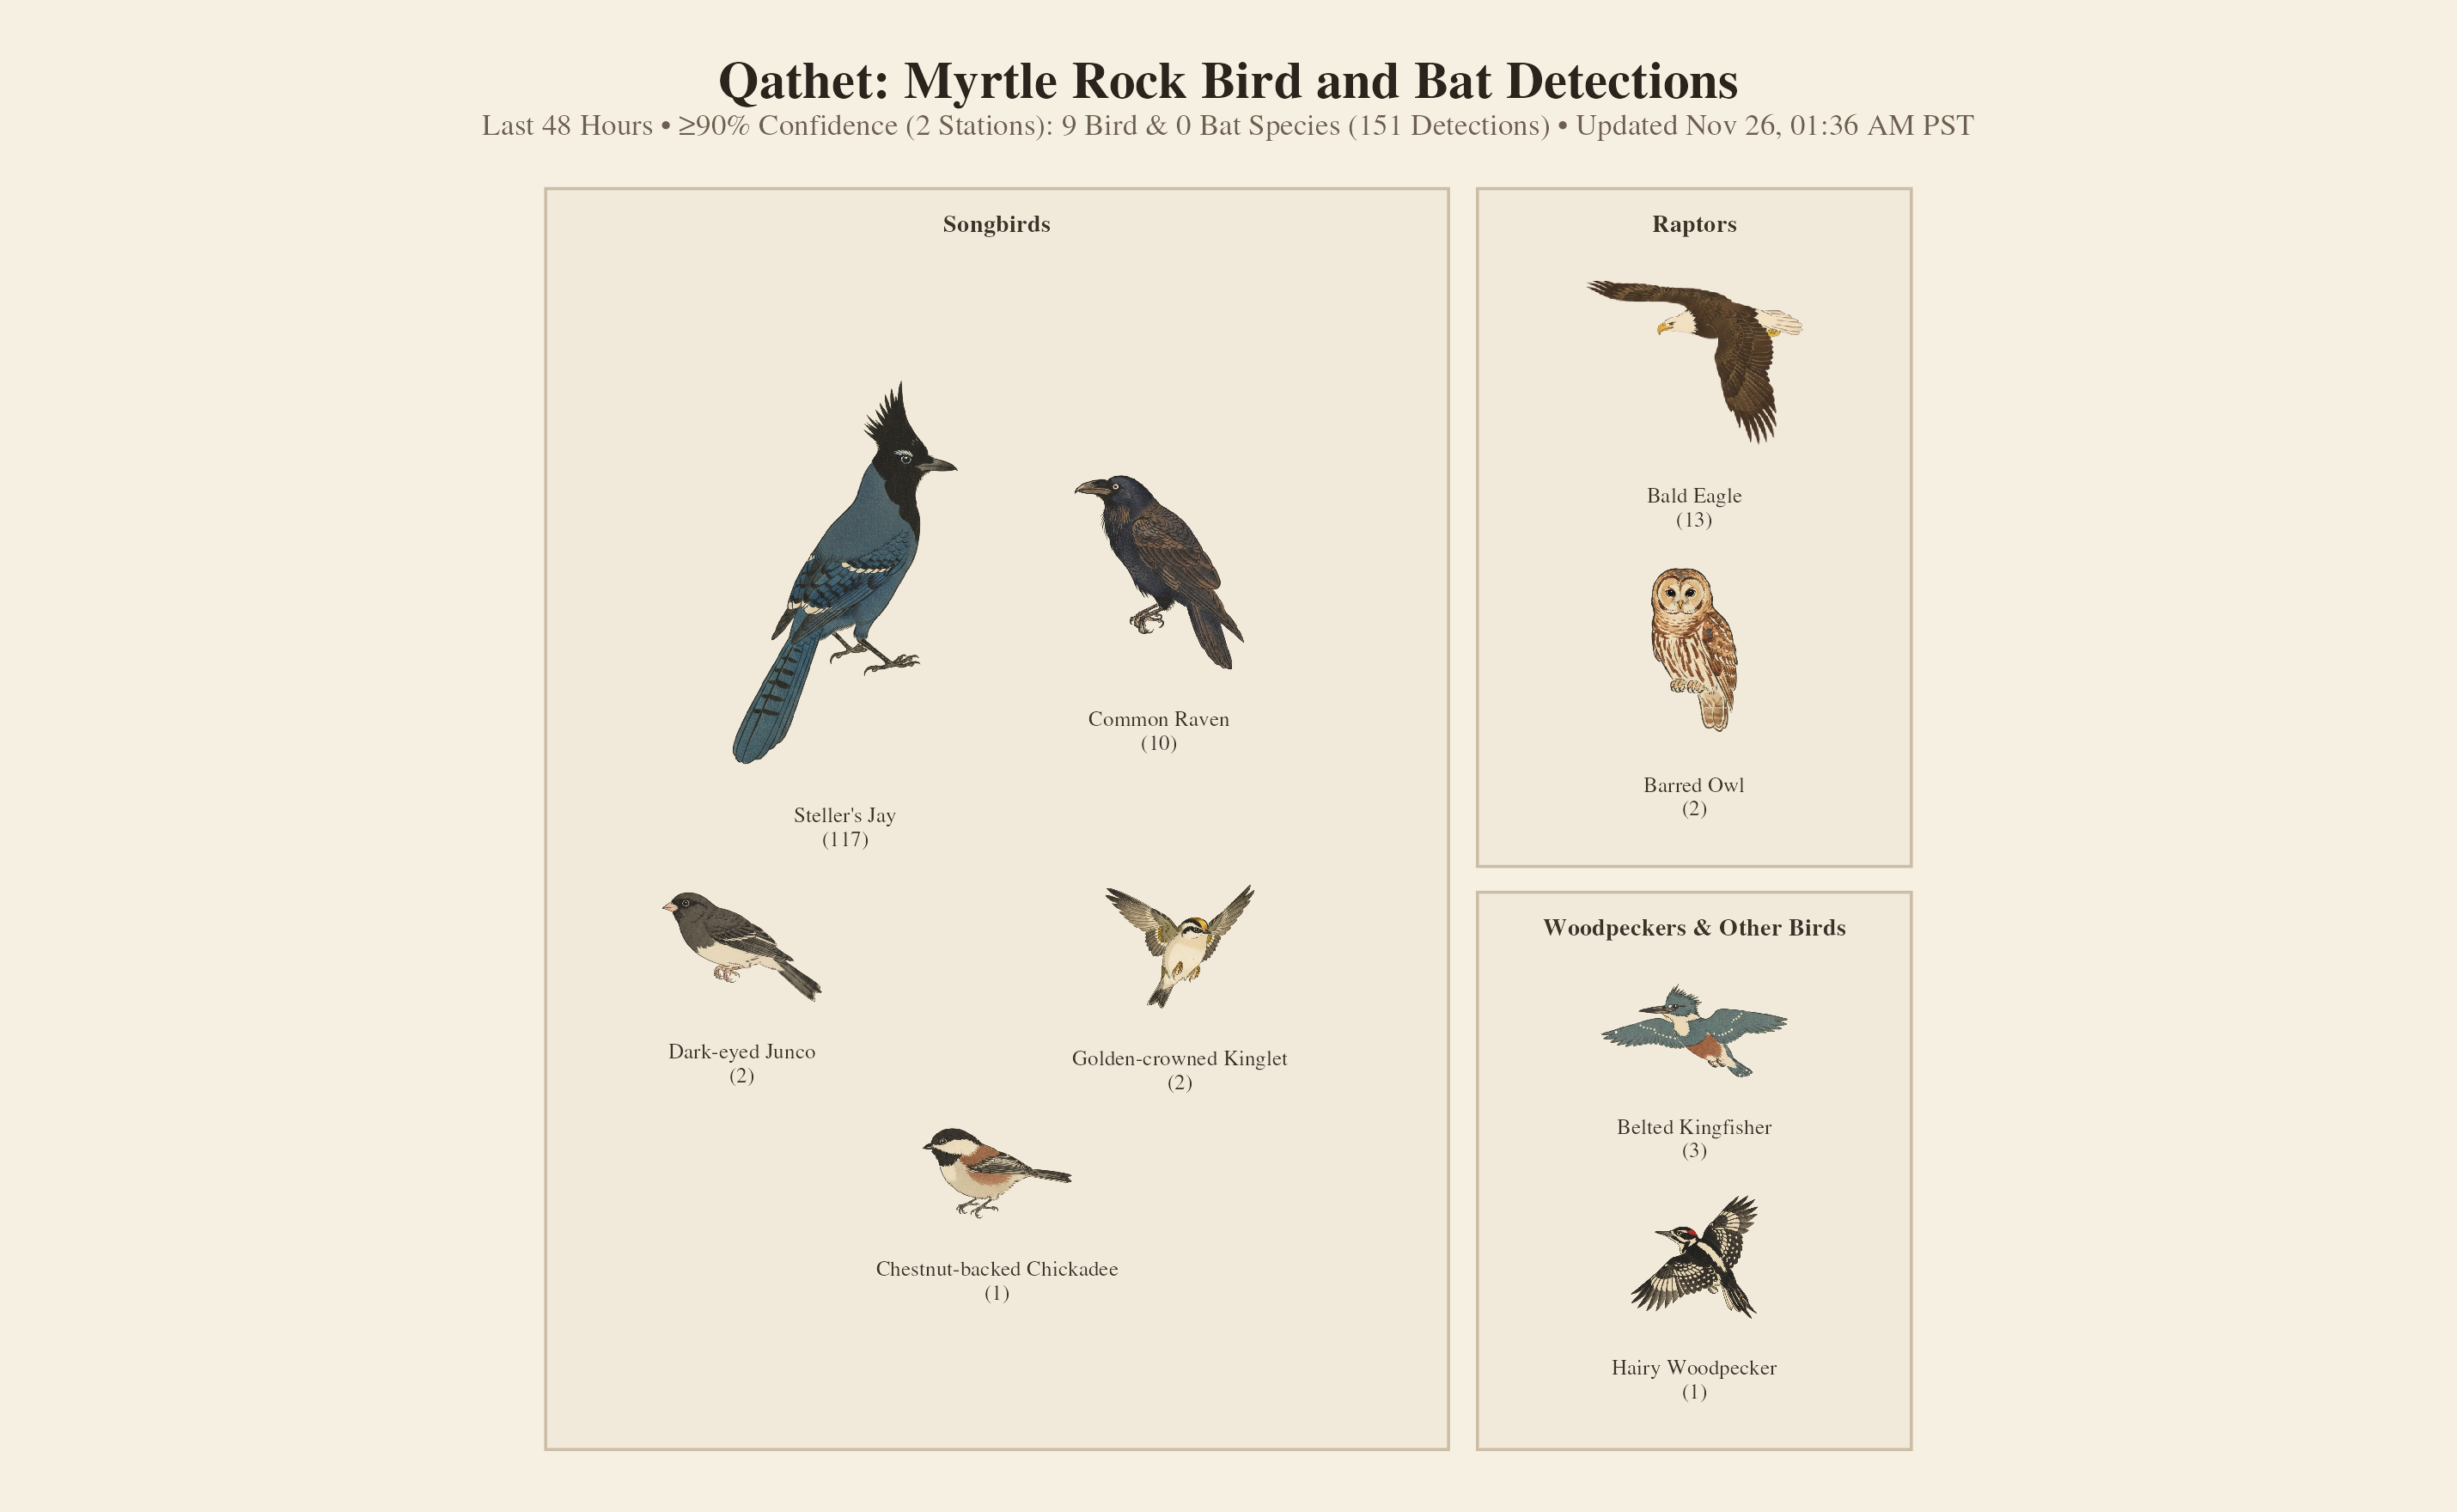 Qathet: Myrtle Rock Bird and Bat Detections
Last 48 Hours • ≥90% Confidence (2 Stations): 9 Bird & 0 Bat Species (151 Detections) • Updated Nov 26, 01:36 AM PST
Songbirds
Steller's Jay
(117)
Common Raven
(10)
Dark-eyed Junco
(2)
Golden-crowned Kinglet
(2)
Chestnut-backed Chickadee
(1)
Raptors
Bald Eagle
(13)
Barred Owl
(2)
Woodpeckers & Other Birds
Belted Kingfisher
(3)
Hairy Woodpecker
(1)